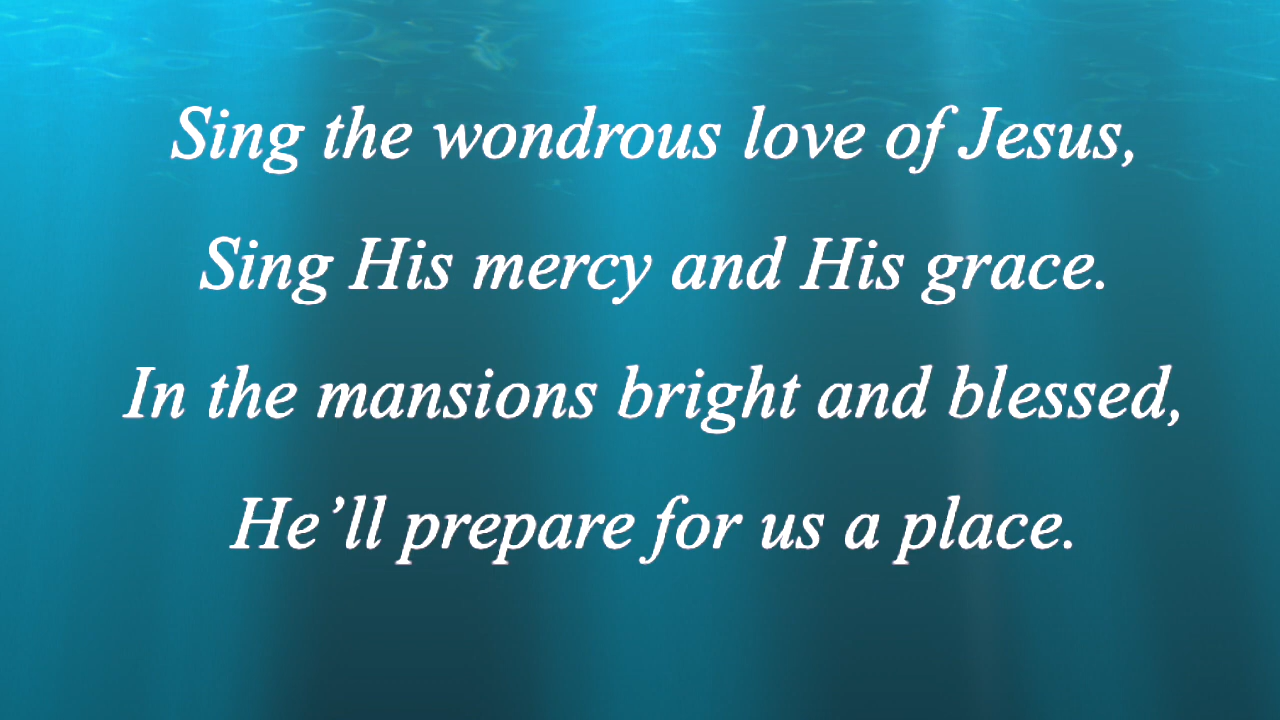 Sing the wondrous love of Jesus,
Sing His mercy and His grace.
In the mansions bright and blessed,
He’ll prepare for us a place.